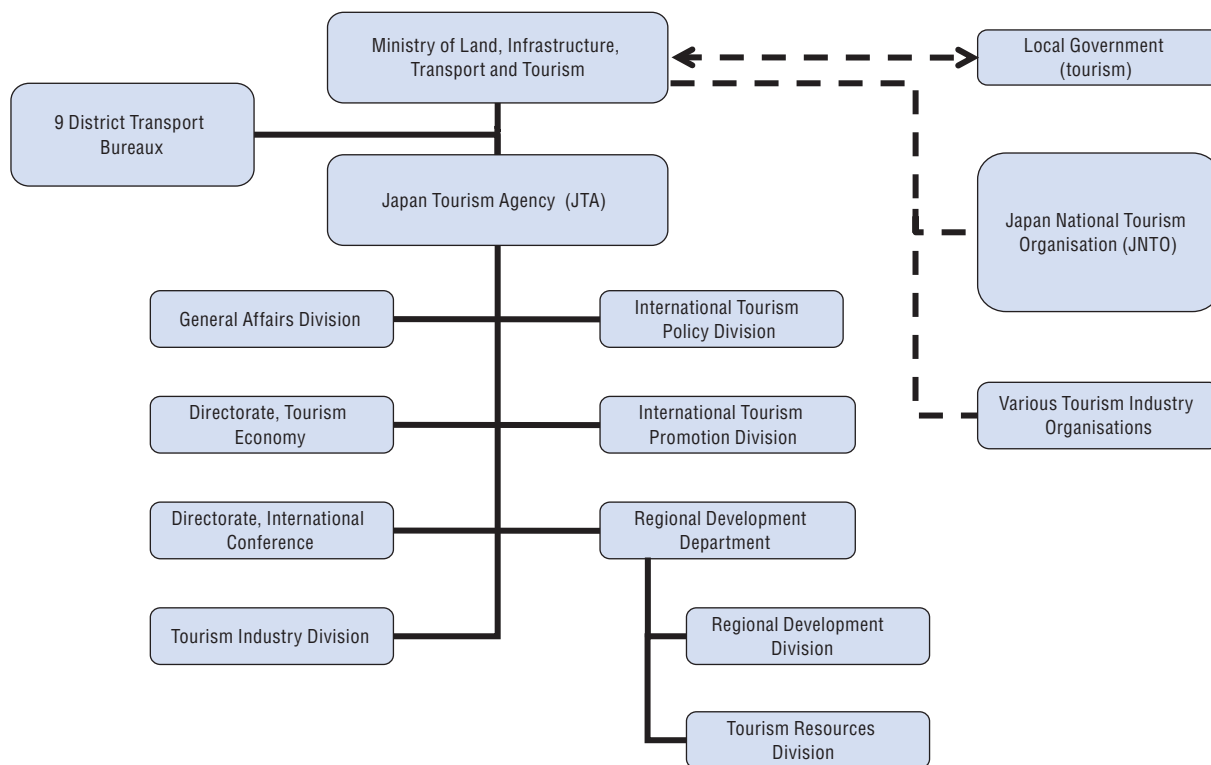 Ministry of Land, Infrastructure,
Transport and Tourism
Local Government
(tourism)
9 District Transport
Bureaux
Japan Tourism Agency (JTA)
Japan National Tourism
Organisation (JNTO)
General Affairs Division
International Tourism
Policy Division
Directorate, Tourism
Economy
International Tourism
Promotion Division
Various Tourism Industry
Organisations
Directorate, International
Conference
Regional Development
Department
Tourism Industry Division
Regional Development
Division
Tourism Resources
Division